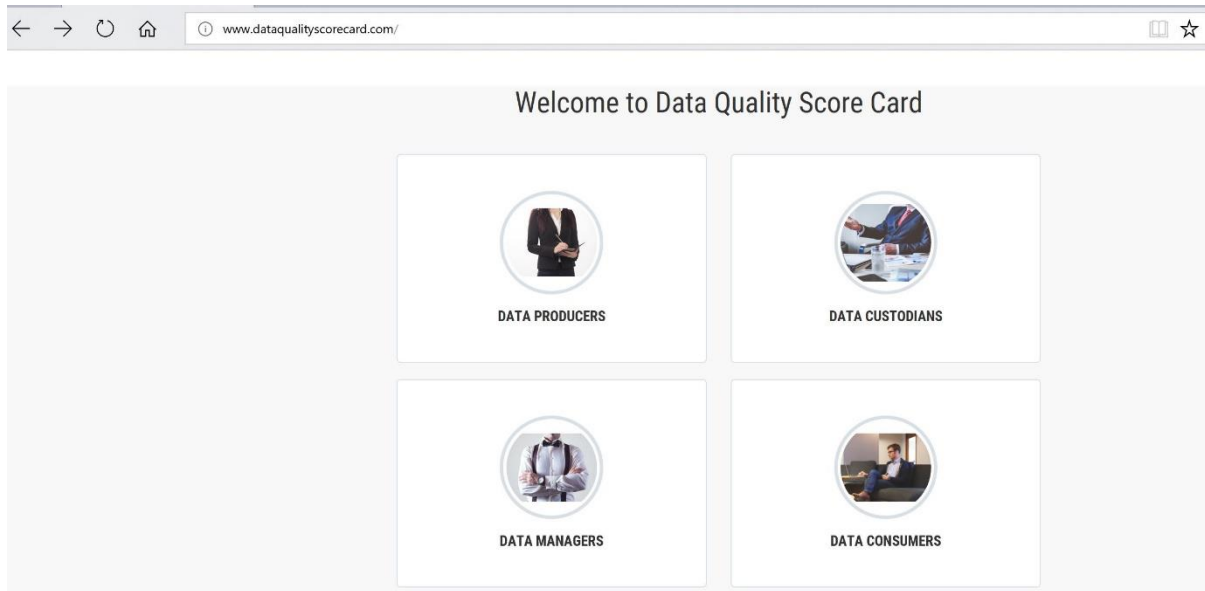 www.dataqualityscorecard.com/
Welcome to Data Quality Score Card
DATA PRODUCERS
DATA CUSTODIANS
DATA MANAGERS
DATA CONSUMERS